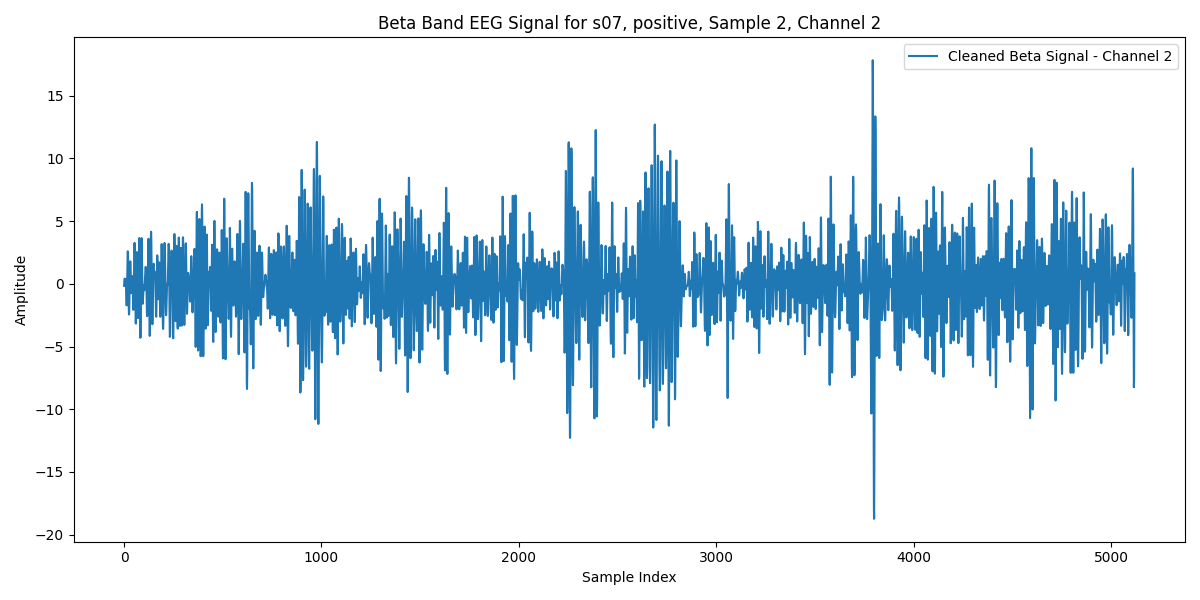 Beta Band EEG Signal for s07, positive, Sample 2, Channel 2
Cleaned Beta Signal - Channel 2
Amplitude
15
10
5
0
−5
−10
−15
−20
0 1000 2000 3000 4000 5000
Sample Index